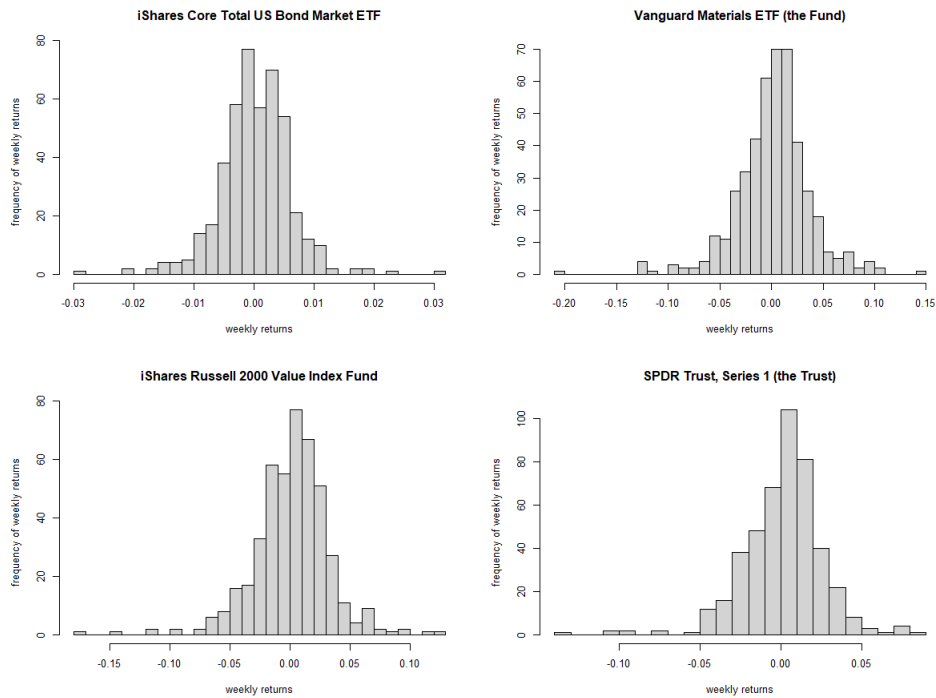 iShares Core Total US Bond Market ETF
frequency of weekly returns
80
60
40
20
0
-0.03 -0.01 0.00 0.01 0.02 0.03
weekly returns
Vanguard Materials ETF (the Fund)
frequency of weekly returns
70
60
50
40
30
20
10
0
-0.20 -0.10 -0.05 0.00 0.05 0.10 0.15
weekly returns
iShares Russell 2000 Value Index Fund
frequency of weekly returns
80
60
40
20
0
-0.15 -0.05 0.00 0.05 0.10
weekly returns
SPDR Trust, Series 1 (the Trust)
frequency of weekly returns
100
80
60
40
20
0
-0.10 -0.05 0.00 0.05
weekly returns